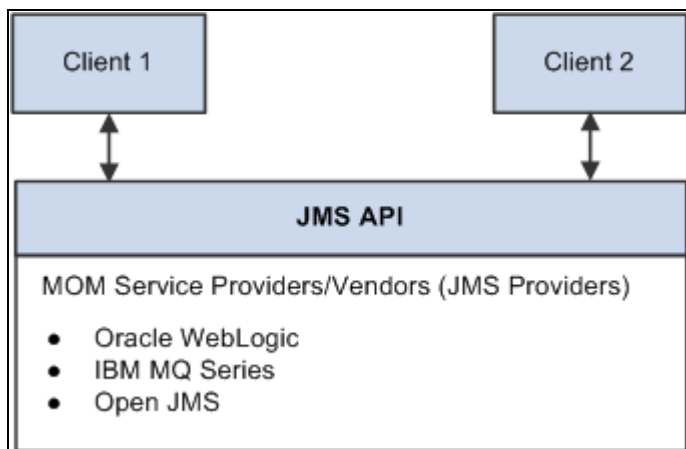 Client 1
Client 2
JMS API
MOM Service Providers/Vendors (JMS Providers)
● Oracle WebLogic
● IBM MQ Series
● Open JMS